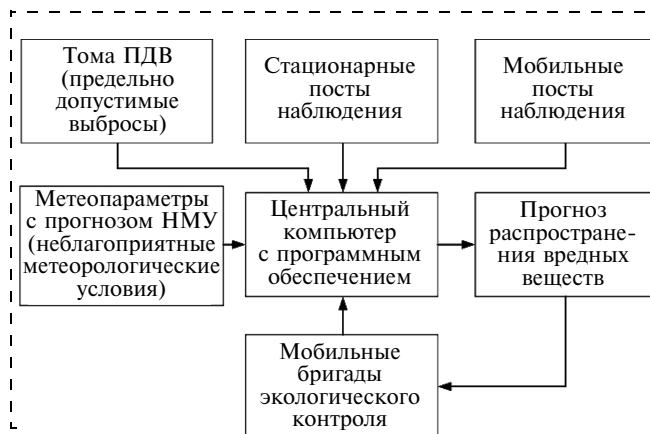 Тома ПДВ
(предельно
допустимые
выбросы)
Стационарные
посты
наблюдения
Мобильные
посты
наблюдения
Метеопараметры
с прогнозом НМУ
(неблагоприятные
метеорологические
условия)
Центральный
компьютер
с программным
обеспечением
Прогноз
распростране-
ния вредных
веществ
Мобильные
бригады
экологического
контроля